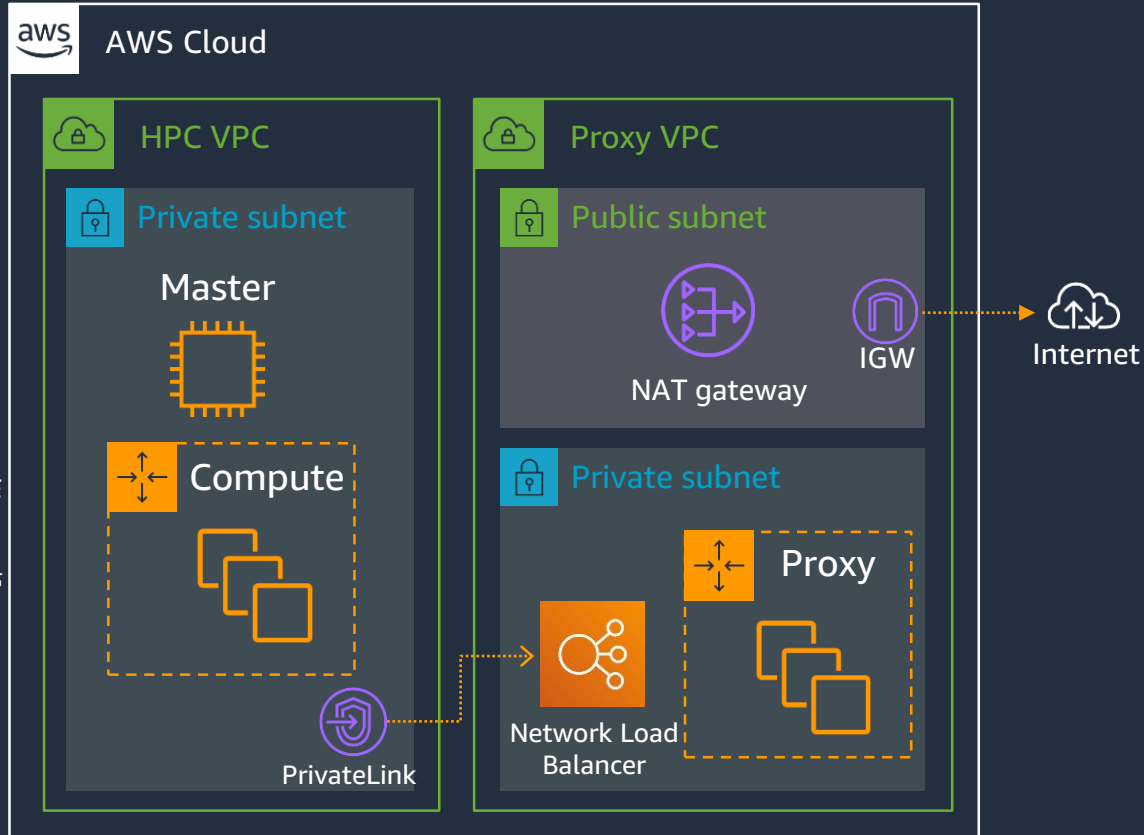 aws
AWS Cloud
HPC VPC
Private subnet
Master
Compute
PrivateLink
Proxy VPC
Public subnet
NAT gateway
IGW
Private subnet
Proxy
Network Load
Balancer
Internet